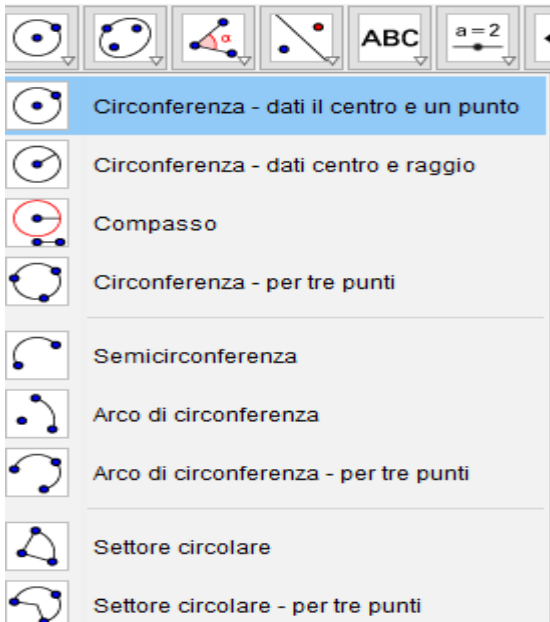 α ABC a = 2
Circonferenza - dati il centro e un punto
Circonferenza - dati centro e raggio
Compasso
Circonferenza - per tre punti
Semicirconferenza
Arco di circonferenza
Arco di circonferenza - per tre punti
Settore circolare
Settore circolare - per tre punti